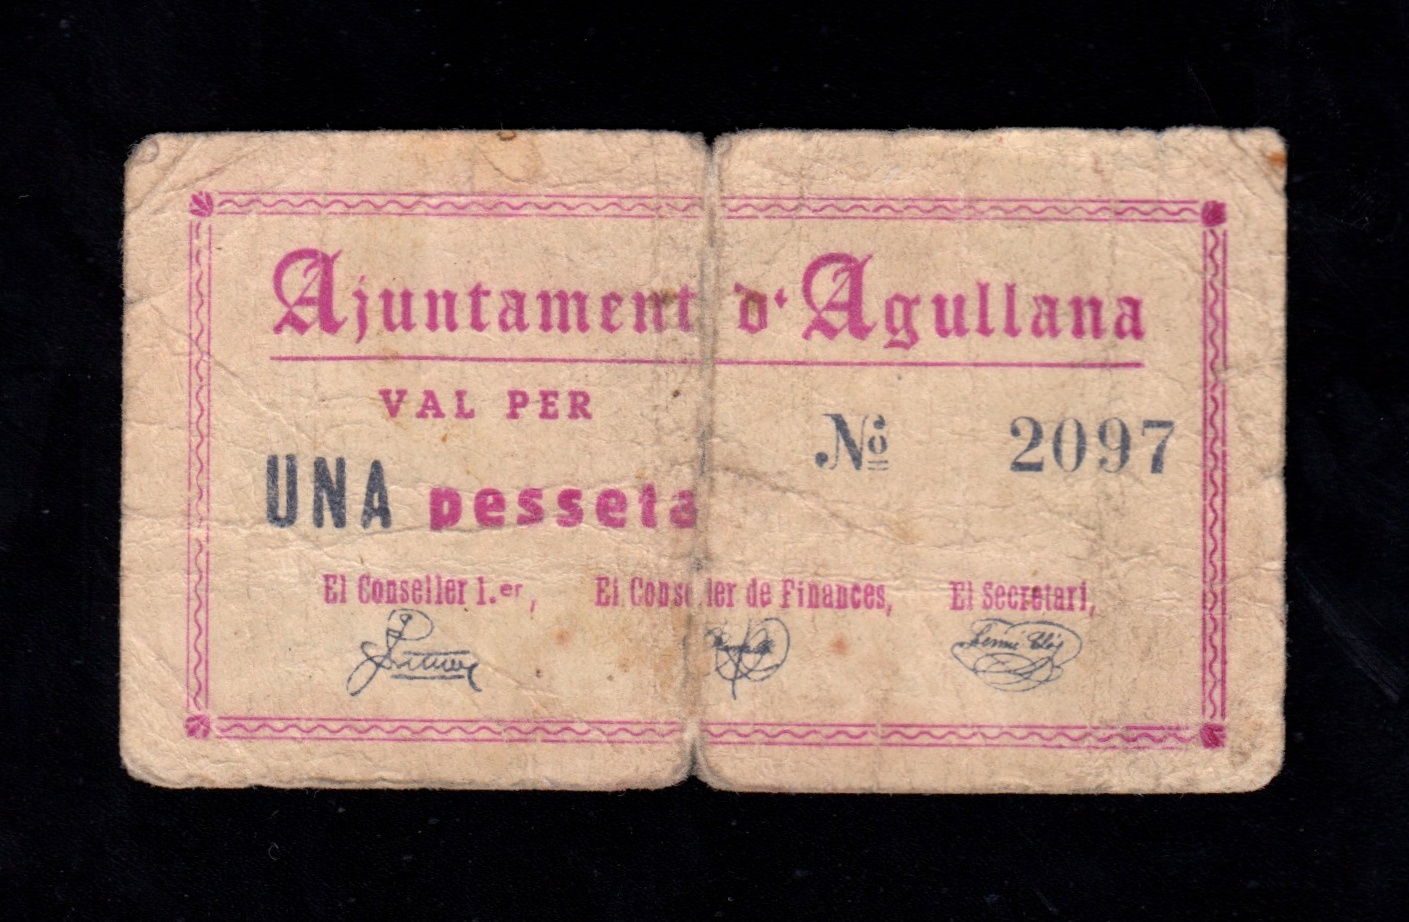 Ajuntament d'Agullana
VAL PER
Nº 2097
UNA pesseta
El Conseller 1.er, El Conseller de Finances, El Secretari,